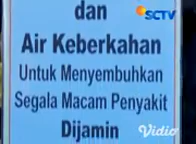 dan
SCTV
Air Keberkahan
Untuk Menyembuhkan
Segala Macam Penyakit
Dijamin
Vidio